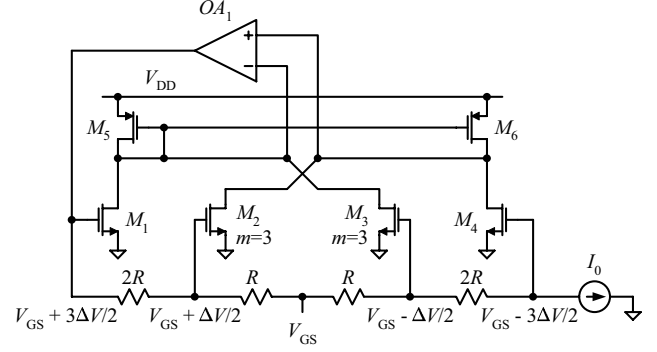 OA1
+
−
VDD
M5
M6
M1
M2
m=3
M3
m=3
M4
I0
2R
R
R
2R
VGS + 3ΔV/2
VGS + ΔV/2
VGS
VGS - ΔV/2
VGS - 3ΔV/2